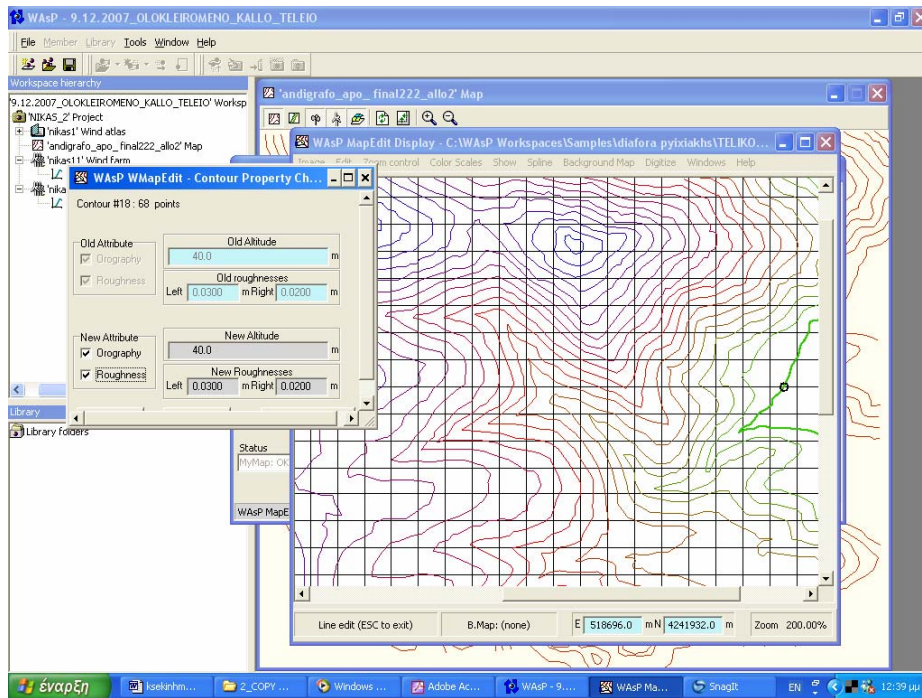 WAsP - 9.12.2007_OLOKLEIROMENO_KALLO_TELEIO
File Member Library Tools Window Help
Workspace hierarchy
'9.12.2007_OLOKLEIROMENO_KALLO_TELEIO' Worksp
'NIKAS_2' Project
'nikas1' Wind atlas
'andigrafo_apo_ final222_allo2' Map
'nikas11' Wind farm
'nika
Library
Library folders
'andigrafo_apo_ final222_allo2' Map
WAsP MapEdit Display - C:\WAsP Workspaces\Samples\diafora pyixiakhs\TELIKO...
Image Edit Zoom control Color Scales Show Spline Background Map Digitize Windows Help
WAsP WMapEdit - Contour Property Ch...
Contour #18 : 68 points
Old Attribute
Orography
Roughness
Old Altitude
40.0 m
Old roughnesses
Left 0.0300 m Right 0.0200 m
New Attribute
Orography
Roughness
New Altitude
40.0 m
New Roughnesses
Left 0.0300 m Right 0.0200 m
Status
MyMap: OK
WAsP MapE
Line edit (ESC to exit) B.Map: (none) E 518696.0 m N 4241932.0 m Zoom 200.00%
έναρξη ksekinhm... 2_COPY ... Windows ... Adobe Ac... WAsP - 9.... WAsP Ma... SnagIt EN 12:39 μμ